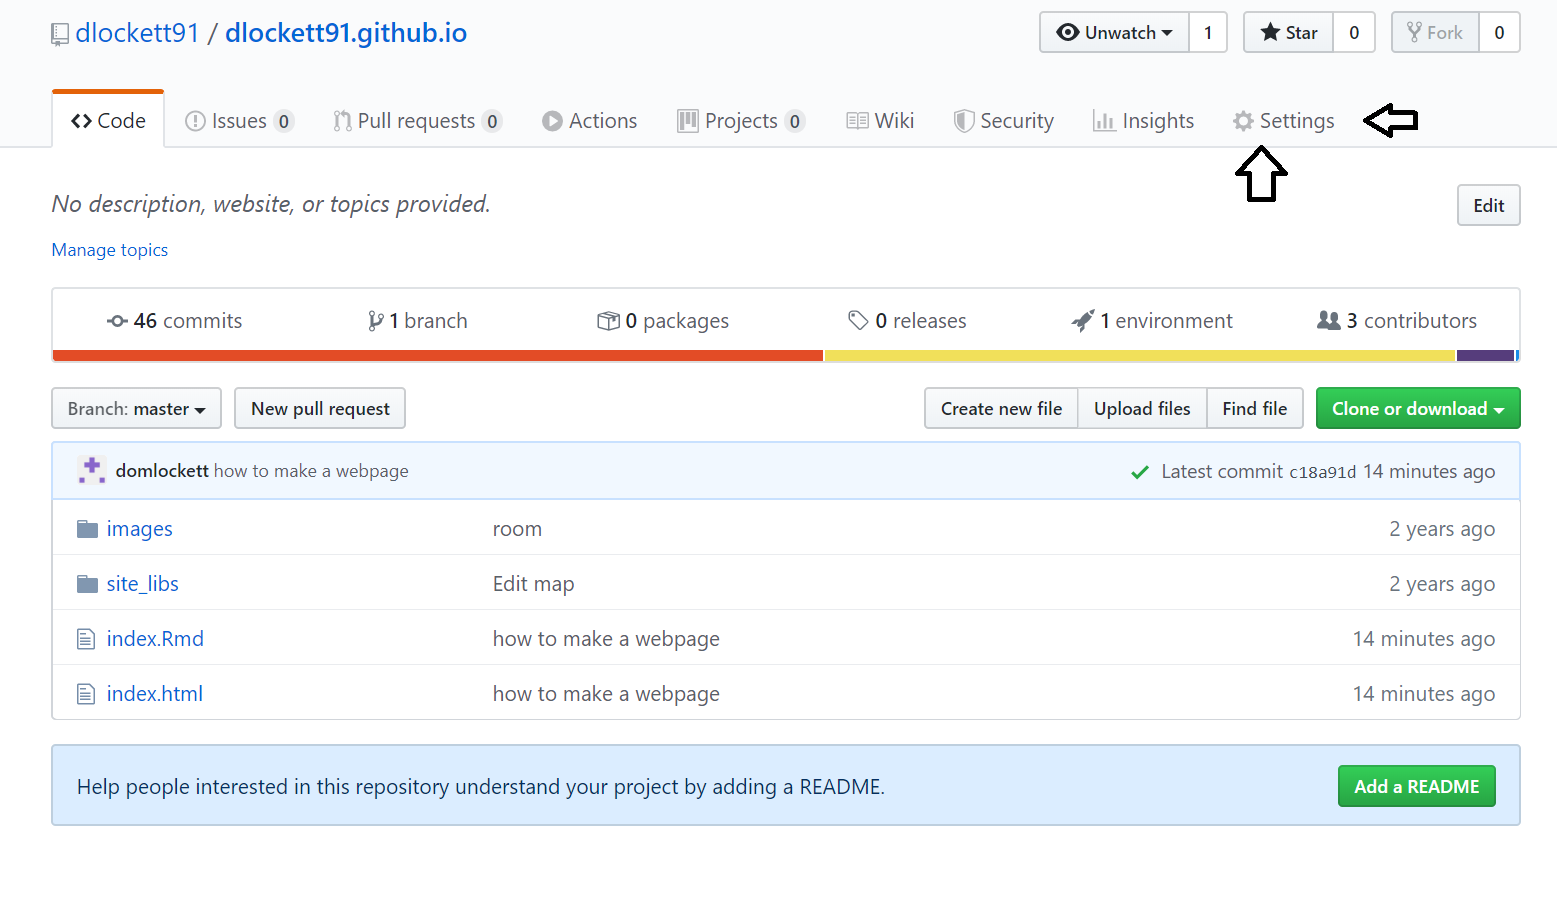 dlockett91 / dlockett91.github.io Unwatch 1 Star 0 Fork 0
Code Issues 0 Pull requests 0 Actions Projects 0 Wiki Security Insights Settings
No description, website, or topics provided. Edit
Manage topics
46 commits 1 branch 0 packages 0 releases 1 environment 3 contributors
Branch: master New pull request Create new file Upload files Find file Clone or download
domlockett how to make a webpage Latest commit c18a91d 14 minutes ago
images room 2 years ago
site_libs Edit map 2 years ago
index.Rmd how to make a webpage 14 minutes ago
index.html how to make a webpage 14 minutes ago
Help people interested in this repository understand your project by adding a README. Add a README